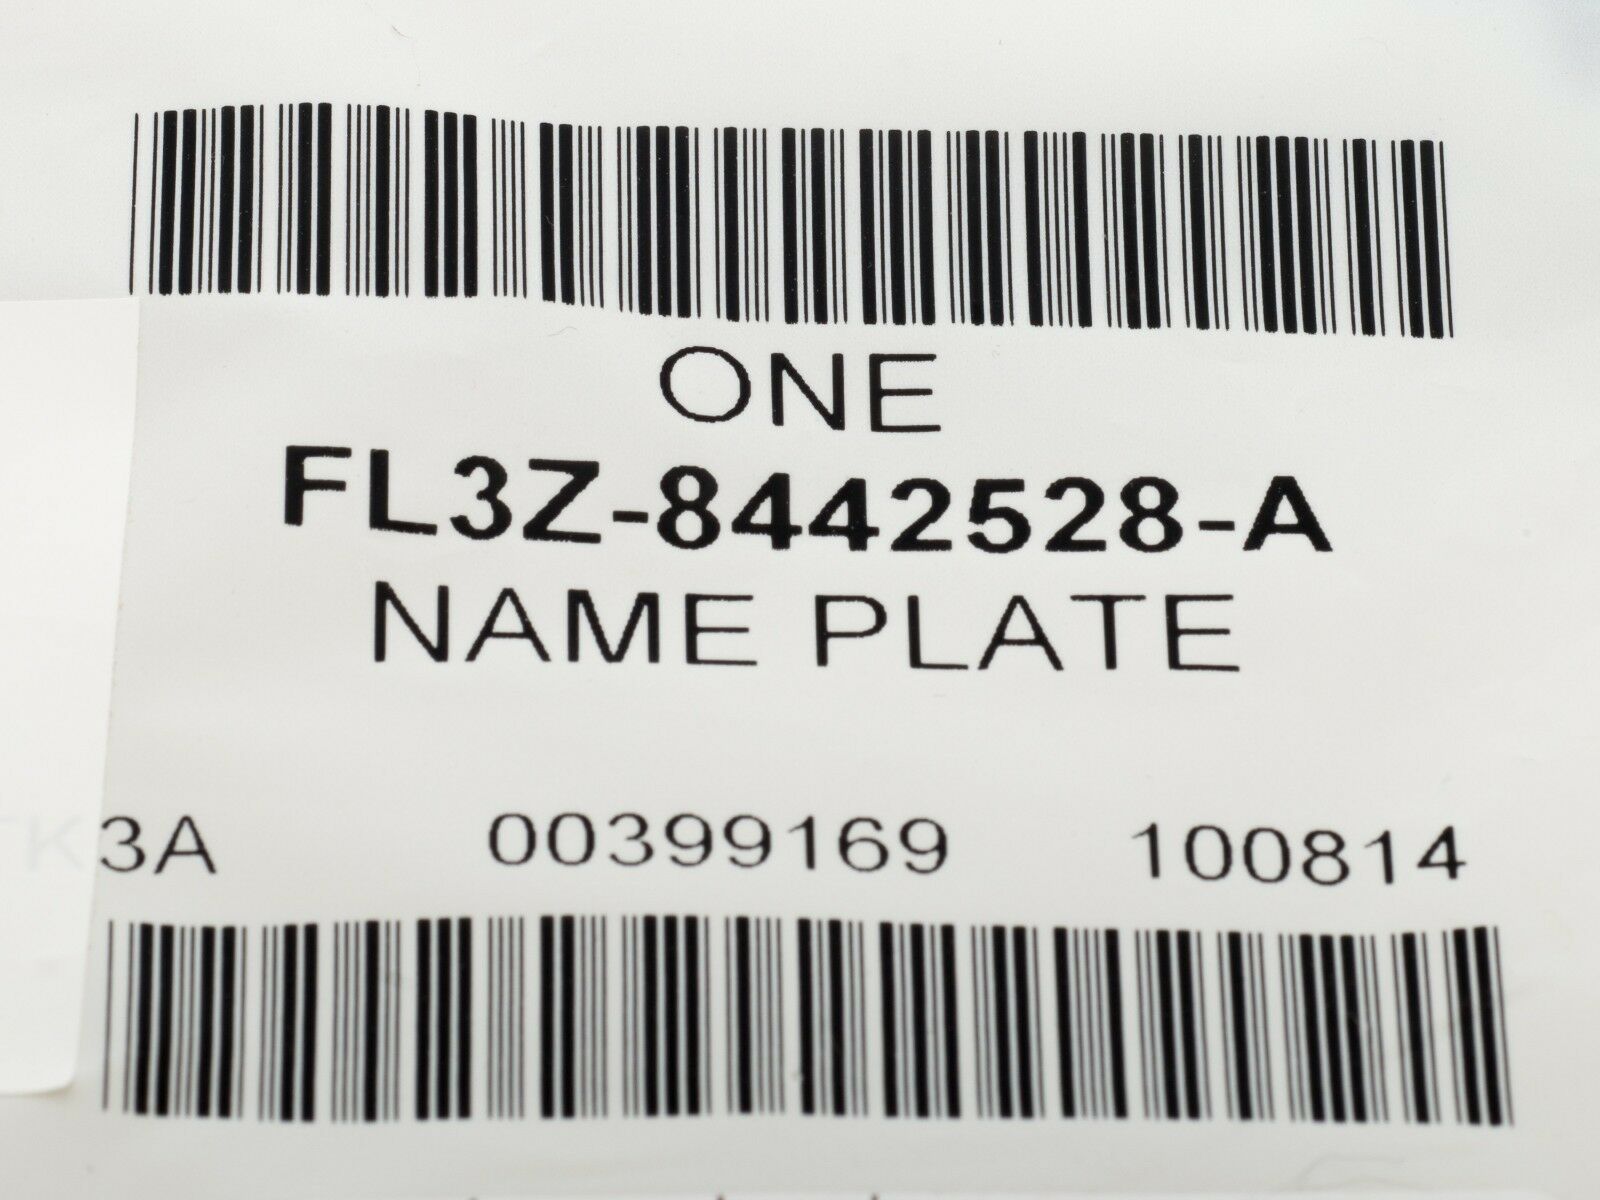 ONE
FL3Z-8442528-A
NAME PLATE
3A 00399169 100814